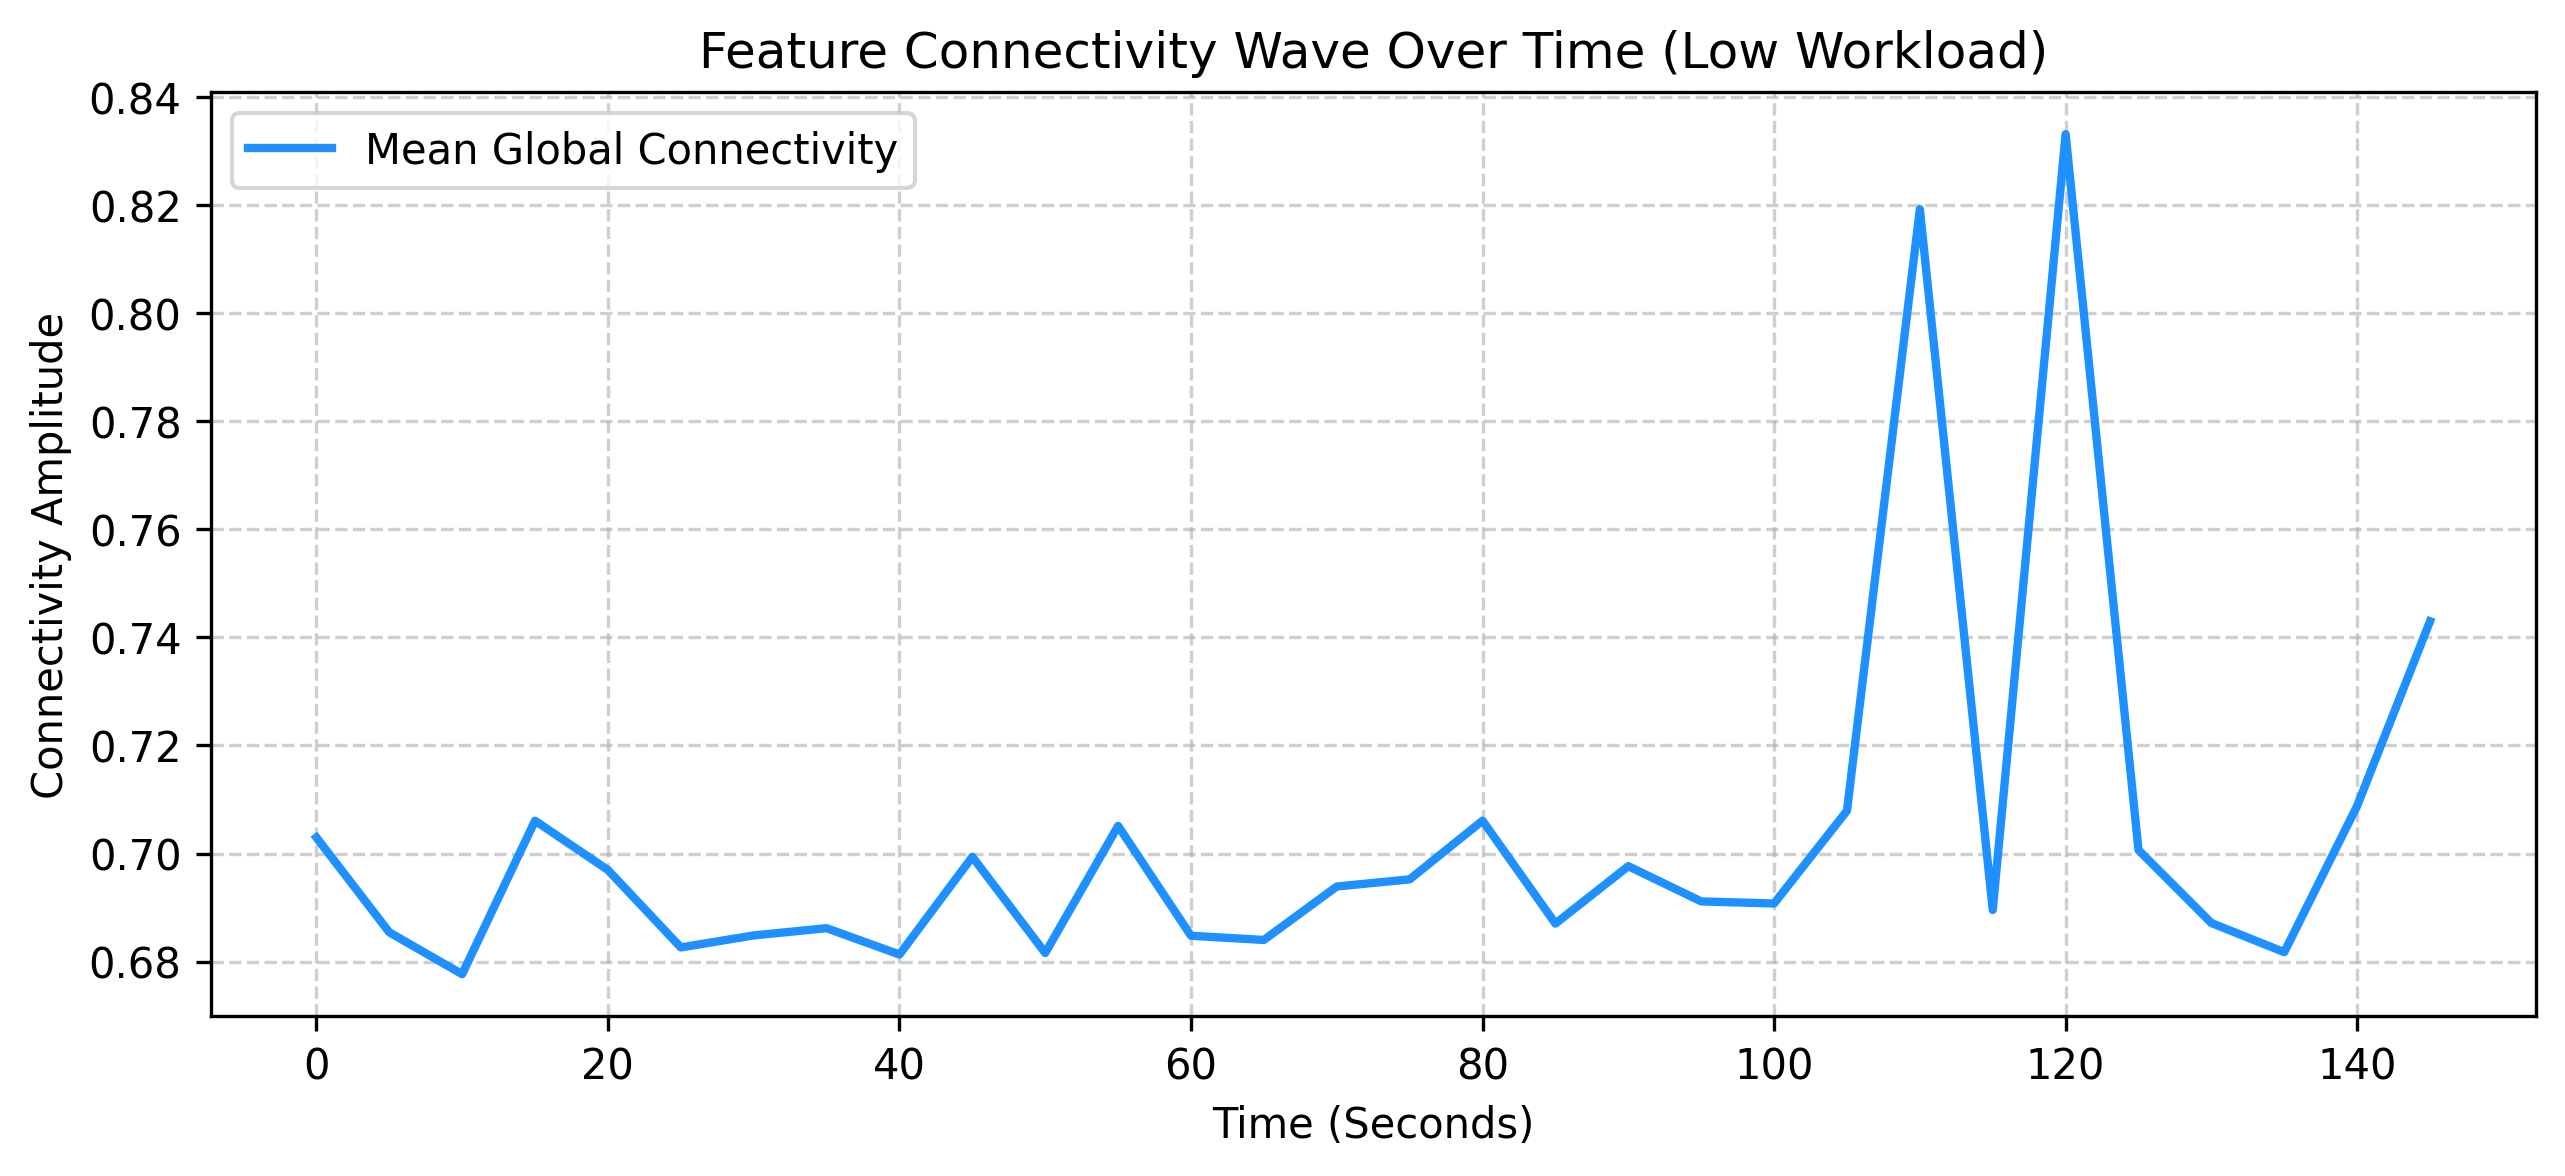 Feature Connectivity Wave Over Time (Low Workload)
Mean Global Connectivity
Connectivity Amplitude
0.84
0.82
0.80
0.78
0.76
0.74
0.72
0.70
0.68
0 20 40 60 80 100 120 140
Time (Seconds)